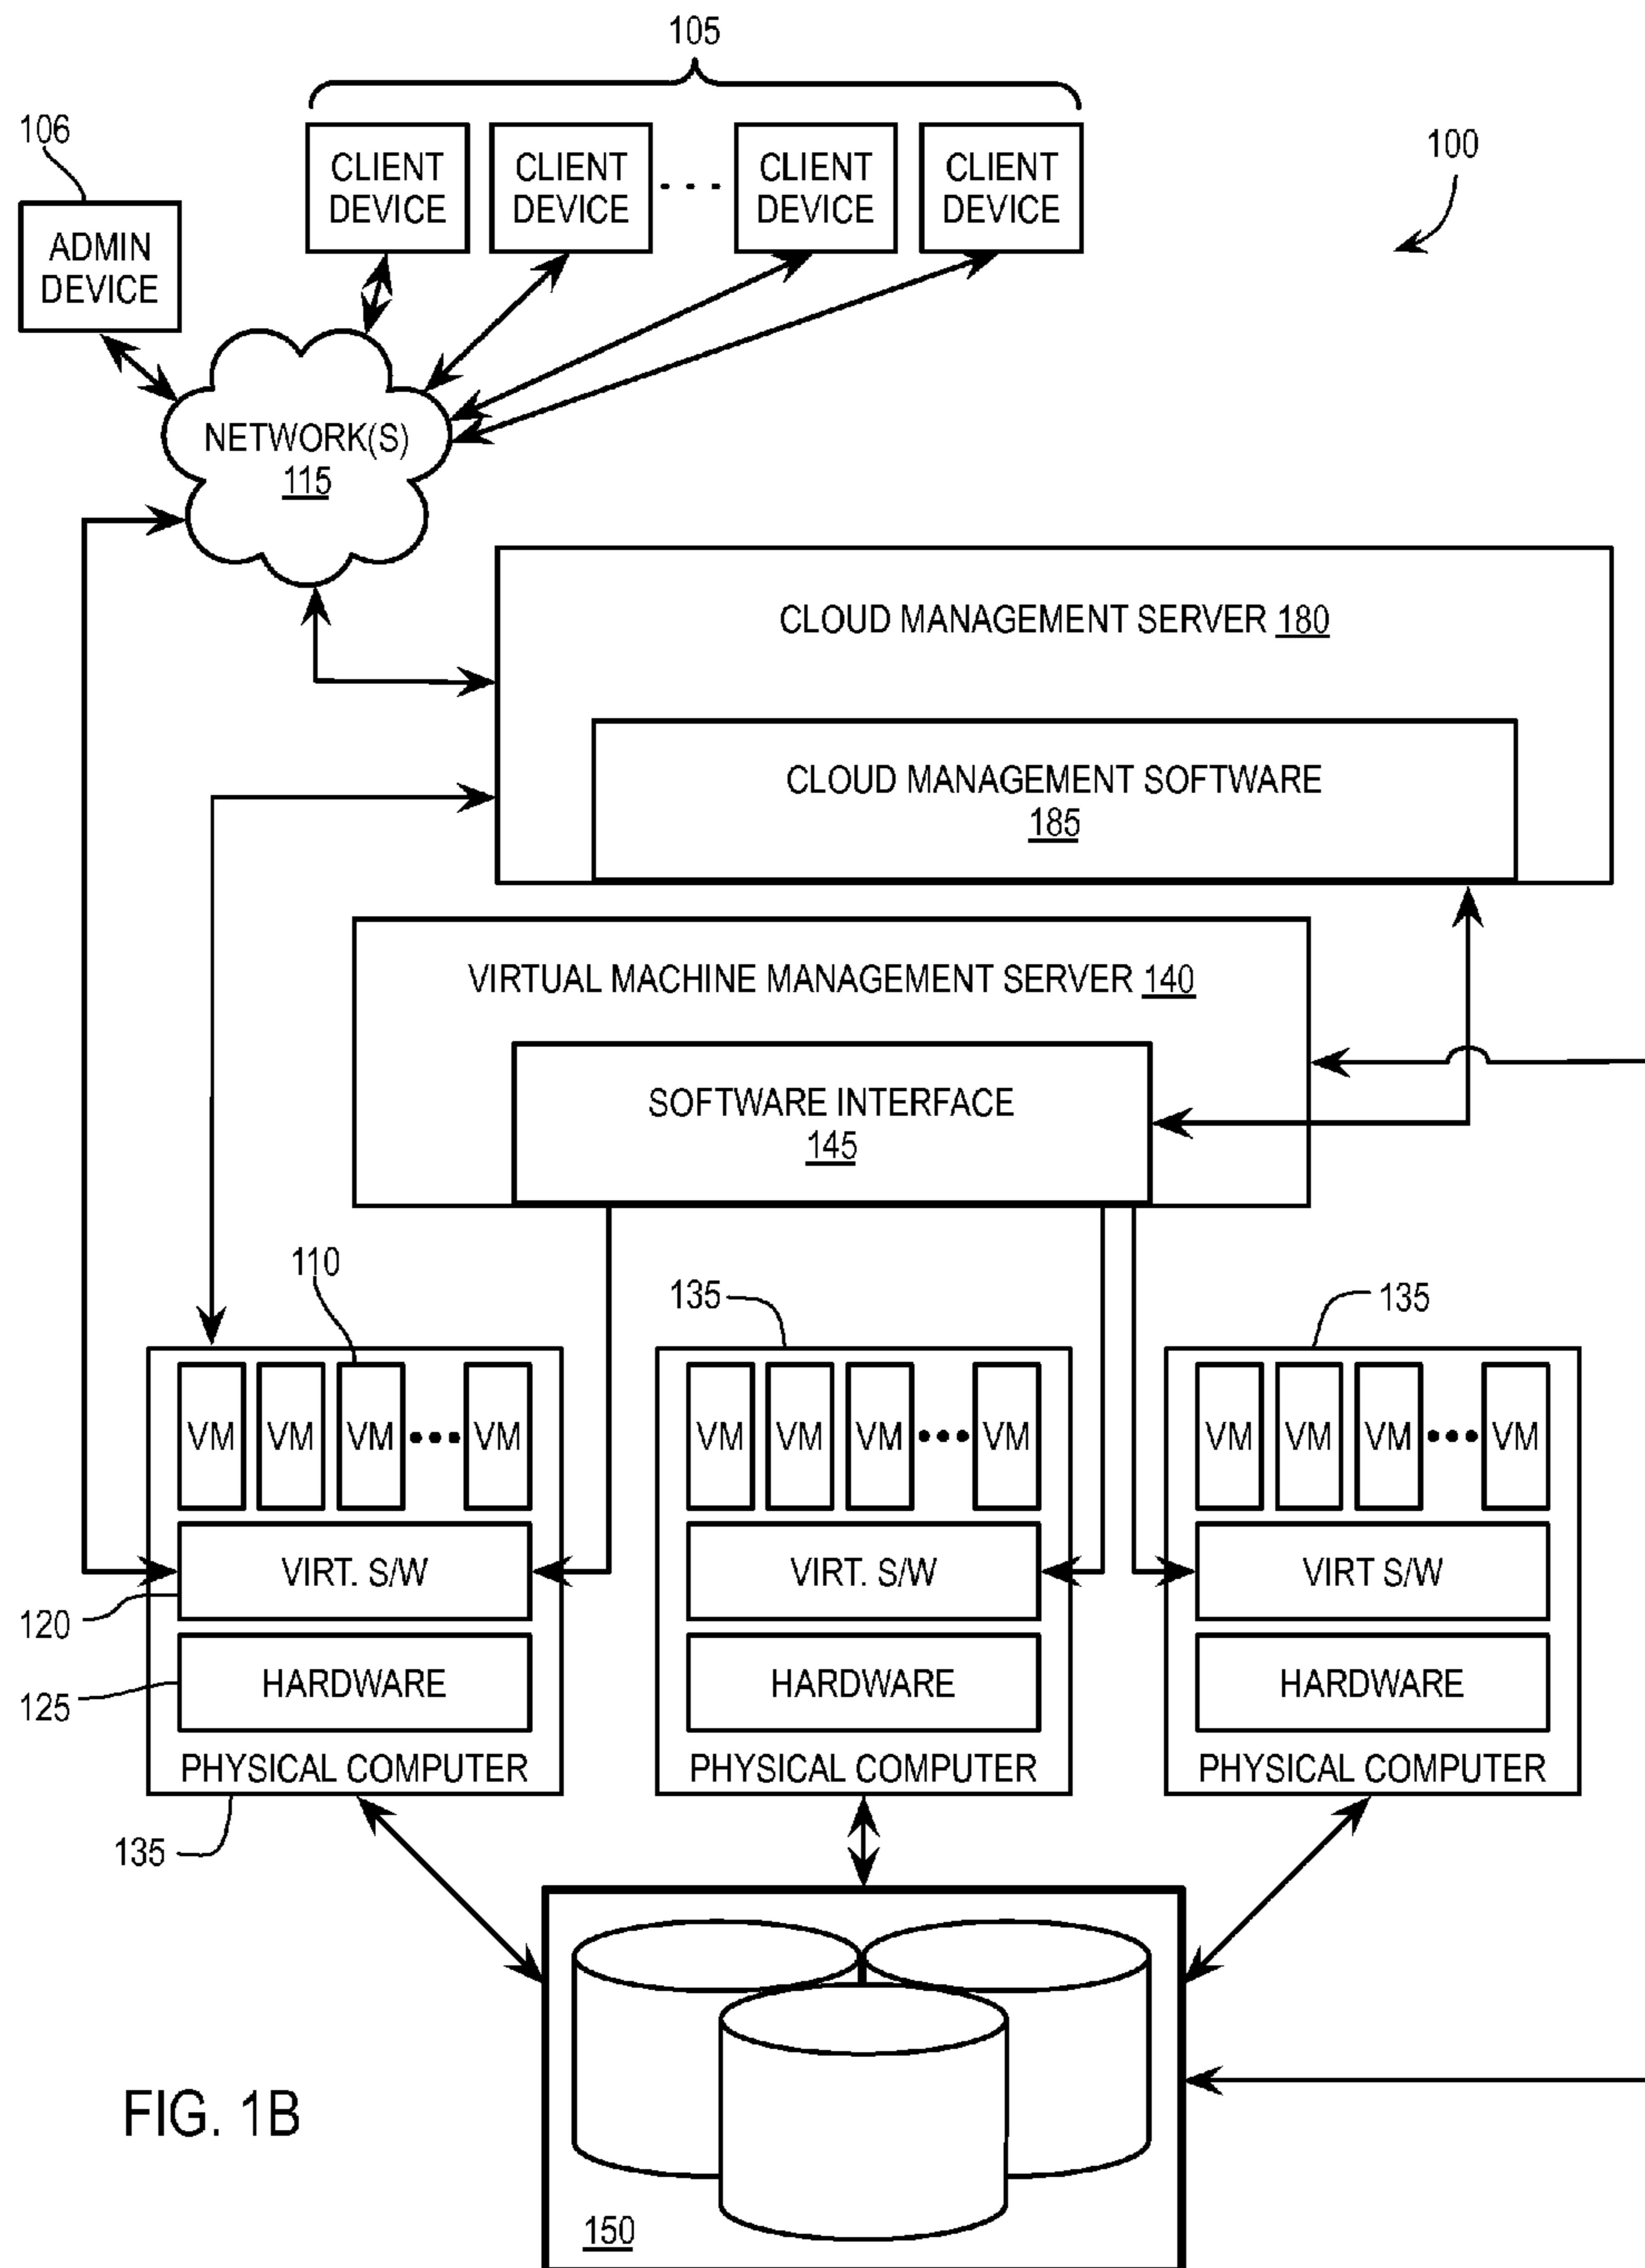 105
106
100
CLIENT
DEVICE
CLIENT
DEVICE
CLIENT
DEVICE
CLIENT
DEVICE
ADMIN
DEVICE
NETWORK(S)
115
CLOUD MANAGEMENT SERVER 180
CLOUD MANAGEMENT SOFTWARE
185
VIRTUAL MACHINE MANAGEMENT SERVER 140
SOFTWARE INTERFACE
145
110
135
135
VM VM VM ••• VM
VM VM VM ••• VM
VM VM VM ••• VM
VIRT. S/W
VIRT. S/W
VIRT S/W
120
HARDWARE
HARDWARE
HARDWARE
125
PHYSICAL COMPUTER
PHYSICAL COMPUTER
PHYSICAL COMPUTER
135
FIG. 1B
150